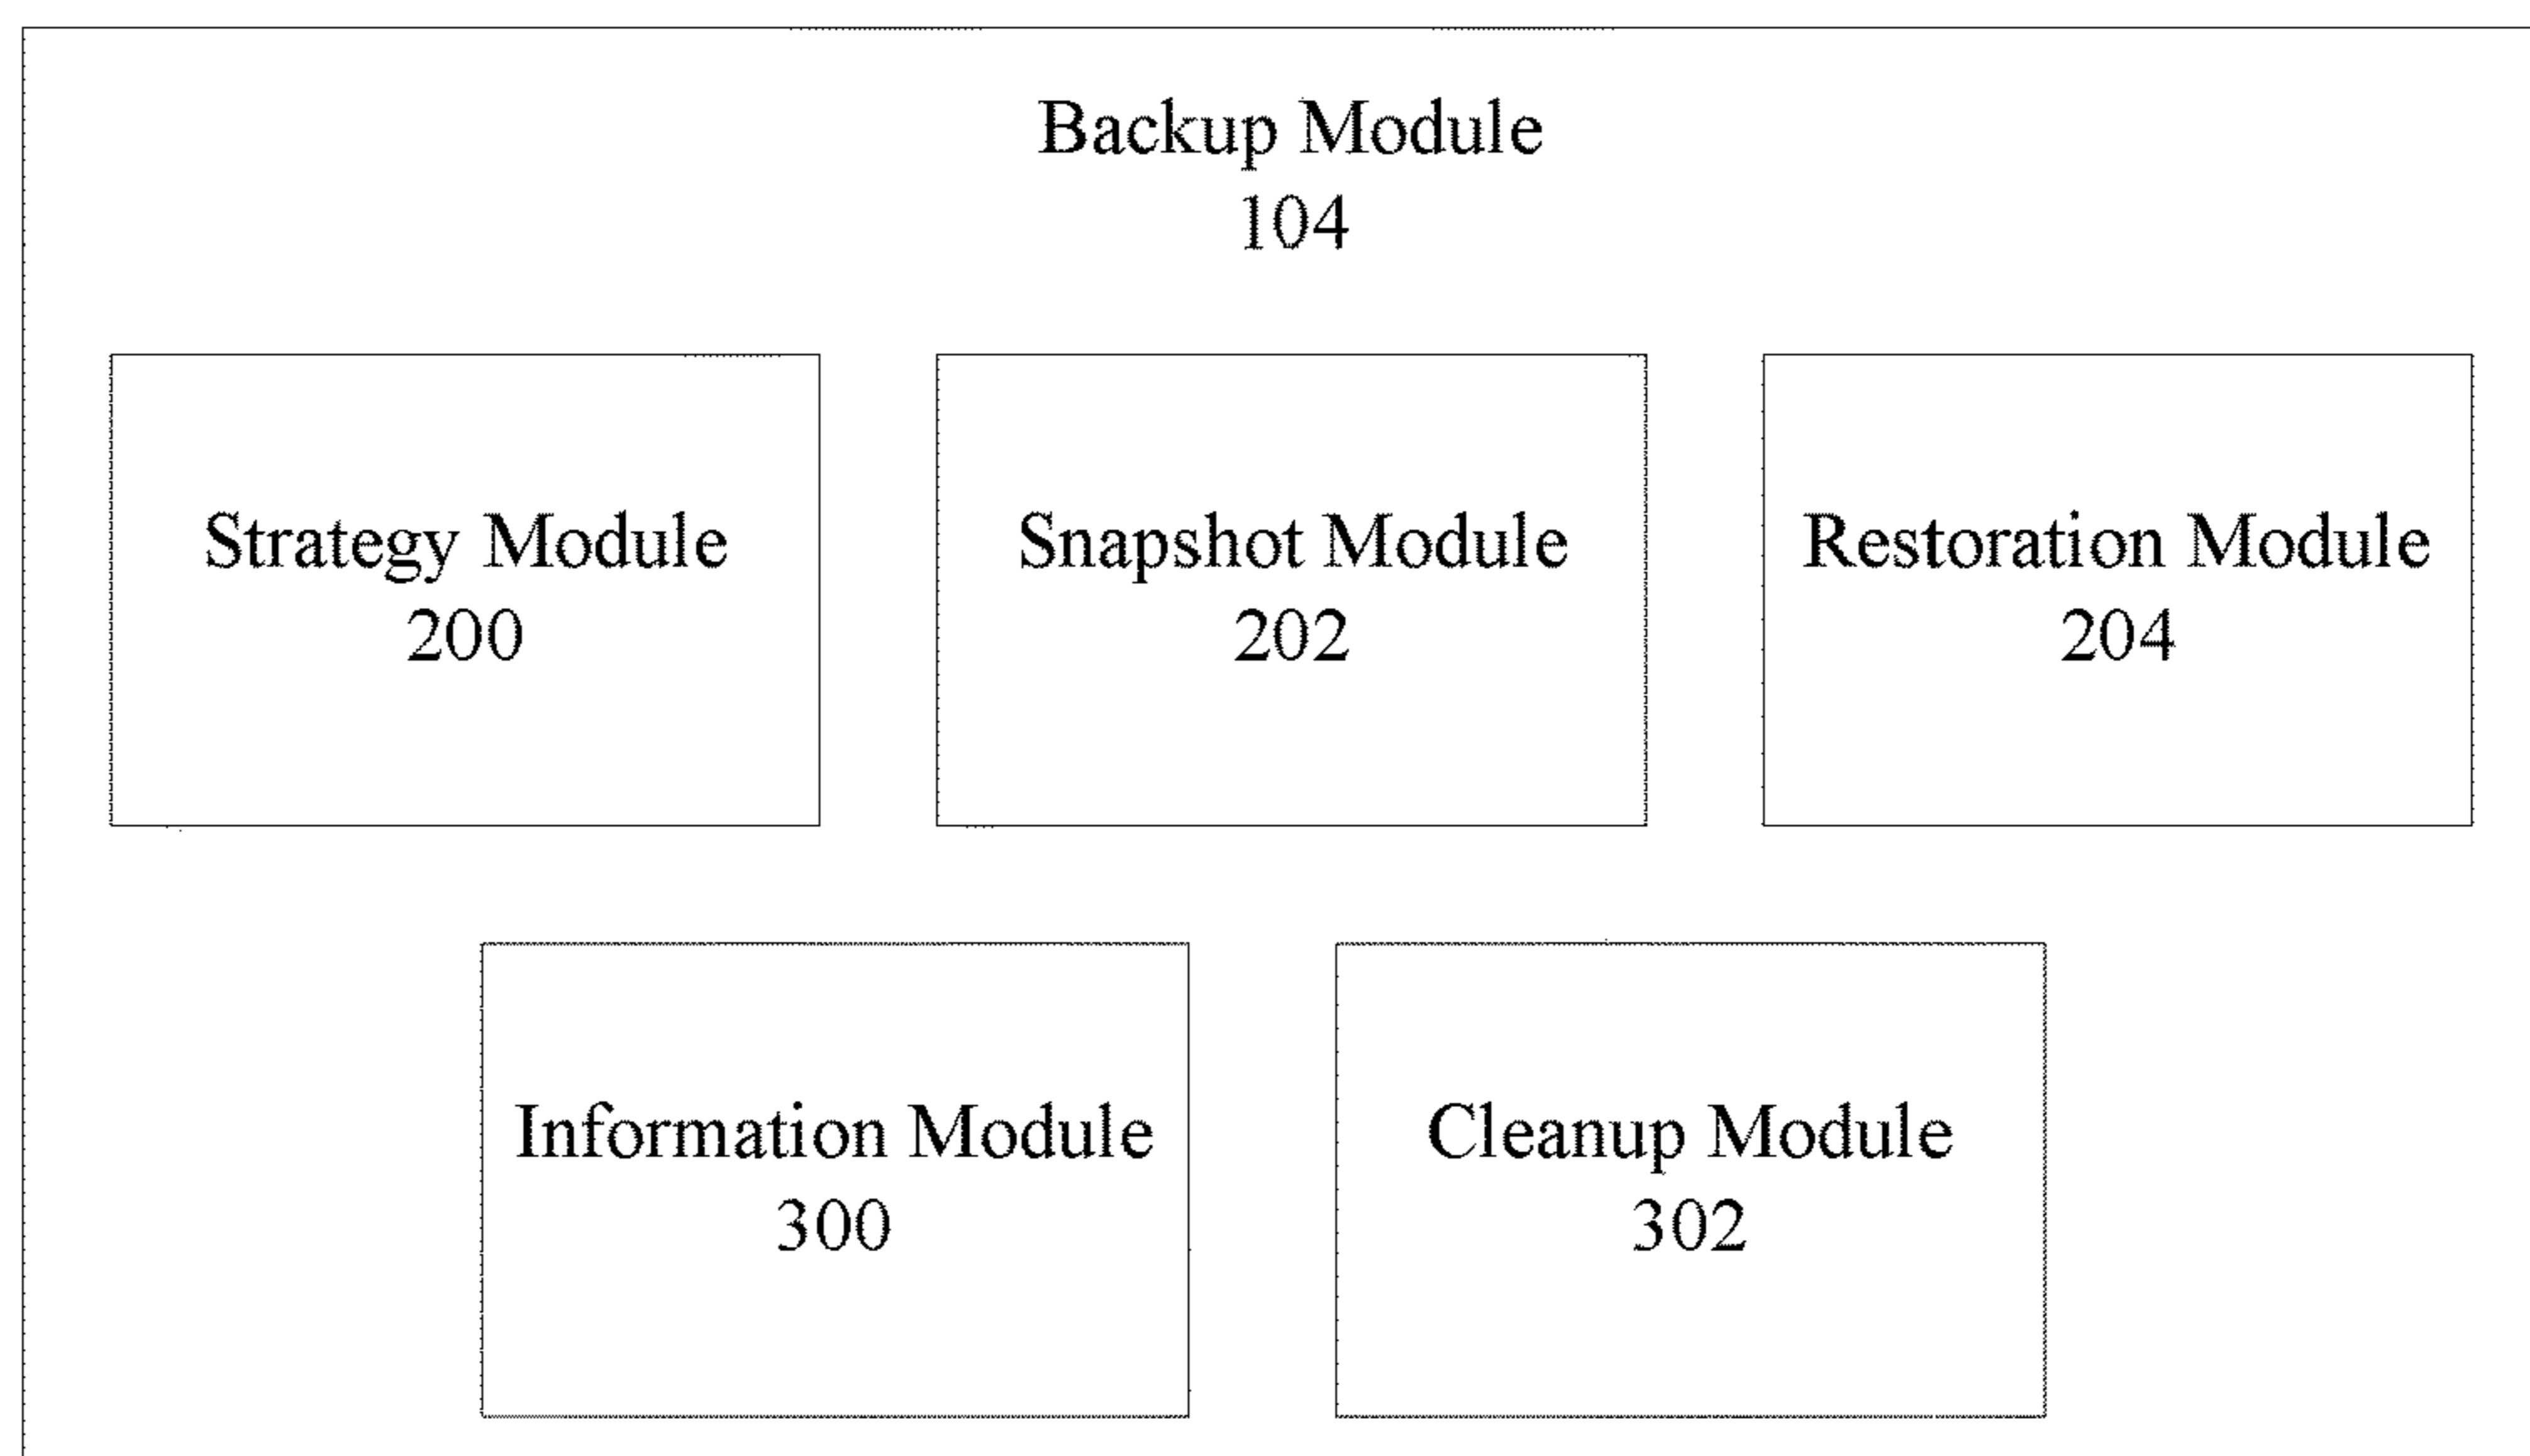 Backup Module
104
Strategy Module
200
Snapshot Module
202
Restoration Module
204
Information Module
300
Cleanup Module
302